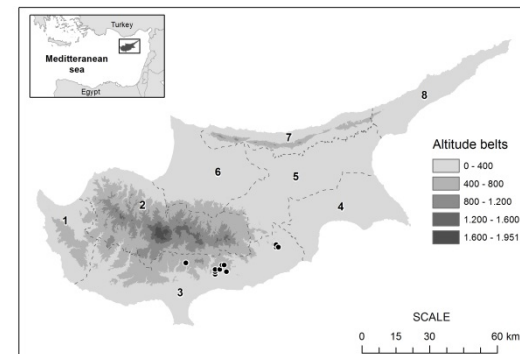 Turkey
Meditteranean
sea
Egypt
8
7
6
5
4
2
1
3
Altitude belts
0 - 400
400 - 800
800 - 1.200
1.200 - 1.600
1.600 - 1.951
SCALE
0 15 30 60 km